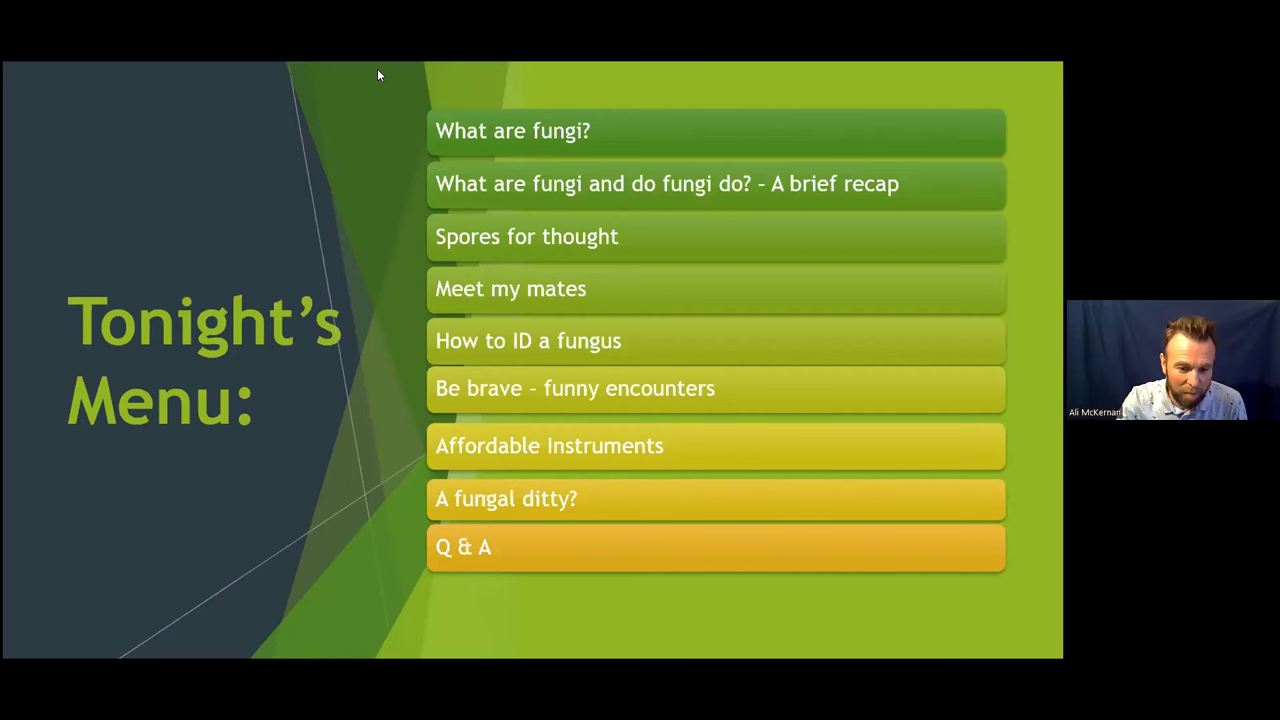 Tonight's
Menu:
What are fungi?
What are fungi and do fungi do? – A brief recap
Spores for thought
Meet my mates
How to ID a fungus
Be brave – funny encounters
Affordable Instruments
A fungal ditty?
Q & A
Ali McKernan